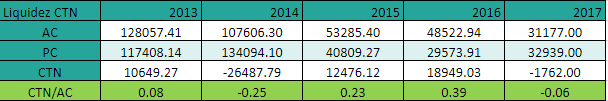 Liquidez CTN 2013 2014 2015 2016 2017
AC 128057.41 107606.30 53285.40 48522.94 31177.00
PC 117408.14 134094.10 40809.27 29573.91 32939.00
CTN 10649.27 -26487.79 12476.12 18949.03 -1762.00
CTN/AC 0.08 -0.25 0.23 0.39 -0.06